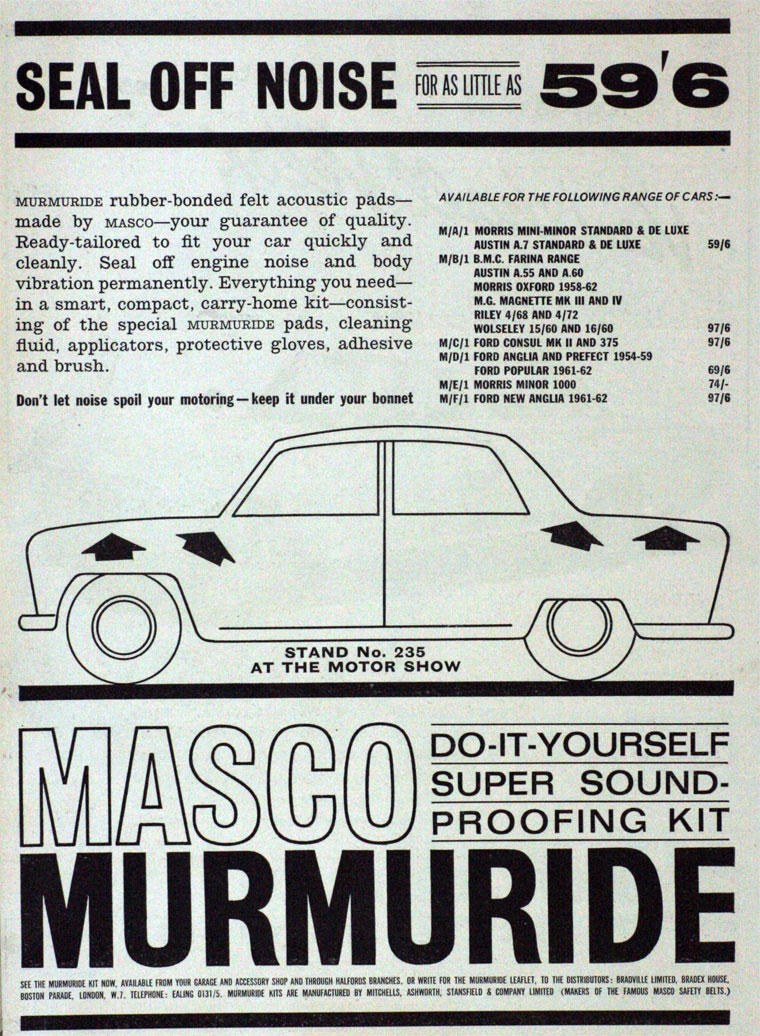 SEAL OFF NOISE FOR AS LITTLE AS 59'6
MURMURIDE rubber-bonded felt acoustic pads—
made by MASCO—your guarantee of quality.
Ready-tailored to fit your car quickly and
cleanly. Seal off engine noise and body
vibration permanently. Everything you need—
in a smart, compact, carry-home kit—consist-
ing of the special MURMURIDE pads, cleaning
fluid, applicators, protective gloves, adhesive
and brush.
Don't let noise spoil your motoring—keep it under your bonnet
AVAILABLE FOR THE FOLLOWING RANGE OF CARS:—
M/A/1 MORRIS MINI-MINOR STANDARD & DE LUXE
AUSTIN A.7 STANDARD & DE LUXE 59/6
M/B/1 B.M.C. FARINA RANGE
AUSTIN A.55 AND A.60
MORRIS OXFORD 1958-62
M.G. MAGNETTE MK III AND IV
RILEY 4/68 AND 4/72
WOLSELEY 15/60 AND 16/60 97/6
M/C/1 FORD CONSUL MK II AND 375 97/6
M/D/1 FORD ANGLIA AND PREFECT 1954-59
FORD POPULAR 1961-62 69/6
M/E/1 MORRIS MINOR 1000 74/-
M/F/1 FORD NEW ANGLIA 1961-62 97/6
STAND No. 235
AT THE MOTOR SHOW
MASCO
DO-IT-YOURSELF
SUPER SOUND-
PROOFING KIT
MURMURIDE
SEE THE MURMURIDE KIT NOW, AVAILABLE FROM YOUR GARAGE AND ACCESSORY SHOP AND THROUGH HALFORDS BRANCHES, OR WRITE FOR THE MURMURIDE LEAFLET, TO THE DISTRIBUTORS: BRADVILLE LIMITED, BRADEX HOUSE,
BOSTON PARADE, LONDON, W.7. TELEPHONE: EALING 0131/5. MURMURIDE KITS ARE MANUFACTURED BY MITCHELLS, ASHWORTH, STANSFIELD & COMPANY LIMITED (MAKERS OF THE FAMOUS MASCO SAFETY BELTS.)